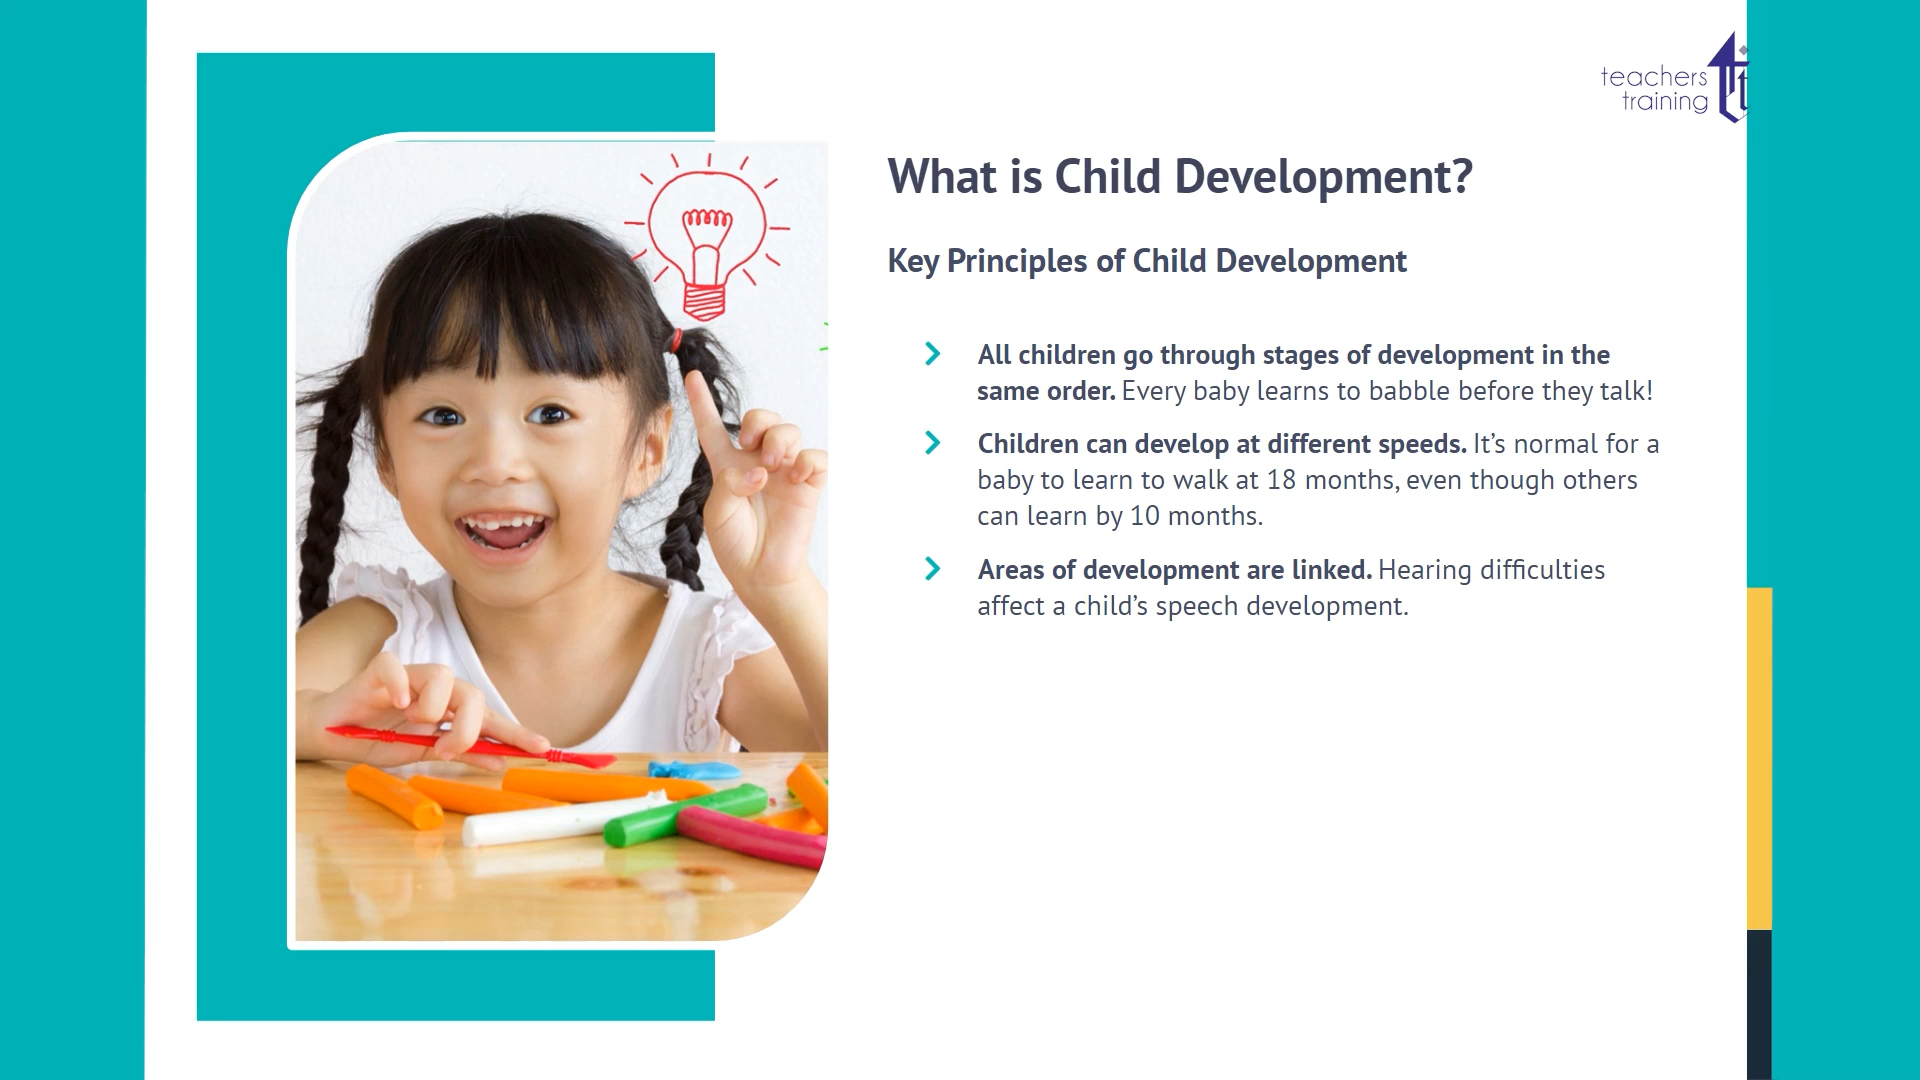 teachers
training
What is Child Development?
Key Principles of Child Development
All children go through stages of development in the
same order. Every baby learns to babble before they talk!
Children can develop at different speeds. It’s normal for a
baby to learn to walk at 18 months, even though others
can learn by 10 months.
Areas of development are linked. Hearing difficulties
affect a child’s speech development.